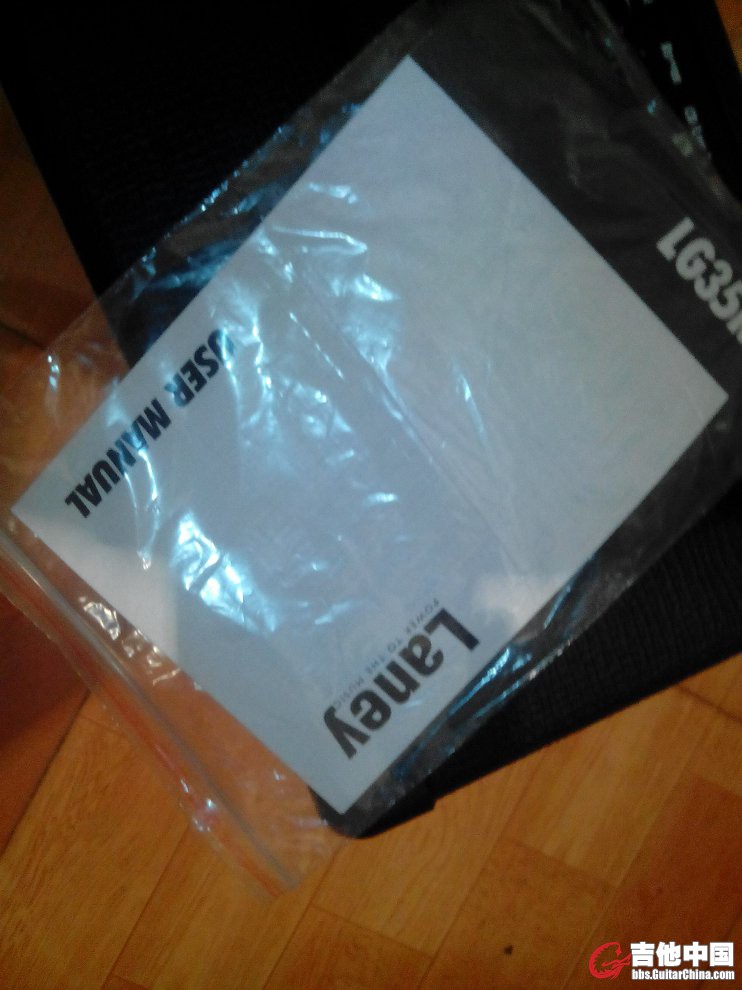 LG35
USER MANUAL
Laney
POWER TO THE MUSIC
吉他中国
bbs.GuitarChina.com